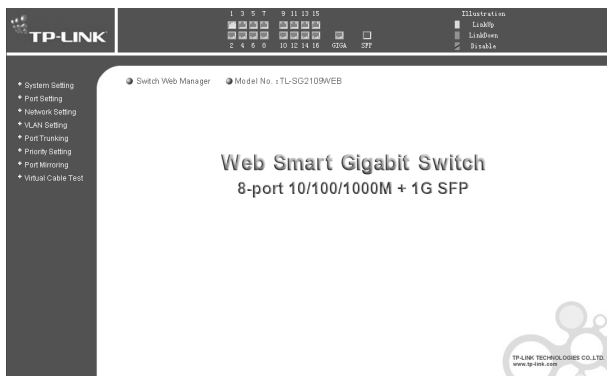 1 3 5 7 9 11 13 15
2 4 6 8 10 12 14 16 GIGA SFP
Illustration
LinkUp
LinkDown
Disable
TP-LINK
System Setting
Port Setting
Network Setting
VLAN Setting
Port Trunking
Priority Setting
Port Mirroring
Virtual Cable Test
Switch Web Manager Model No. : TL-SG2109WEB
Web Smart Gigabit Switch
8-port 10/100/1000M + 1G SFP
TP-LINK TECHNOLOGIES CO., LTD.
www.tp-link.com